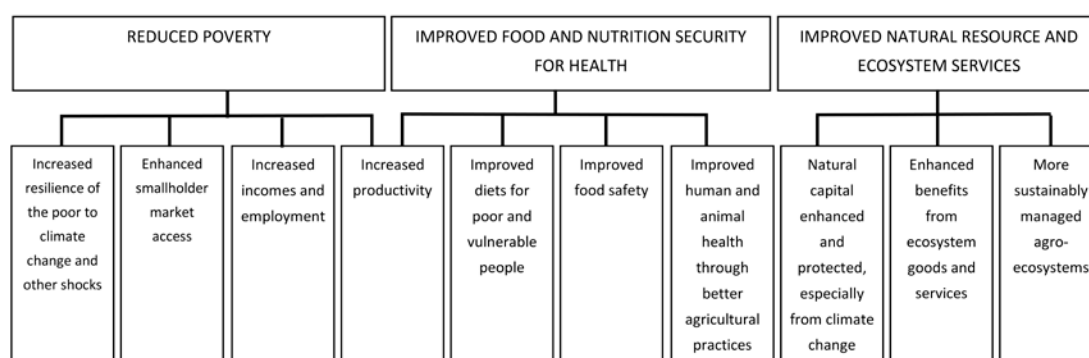 REDUCED POVERTY
IMPROVED FOOD AND NUTRITION SECURITY
FOR HEALTH
IMPROVED NATURAL RESOURCE AND
ECOSYSTEM SERVICES
Increased
resilience of
the poor to
climate
change and
other shocks
Enhanced
smallholder
market
access
Increased
incomes and
employment
Increased
productivity
Improved
diets for
poor and
vulnerable
people
Improved
food safety
Improved
human and
animal
health
through
better
agricultural
practices
Natural
capital
enhanced
and
protected,
especially
from climate
change
Enhanced
benefits
from
ecosystem
goods and
services
More
sustainably
managed
agro-
ecosystems